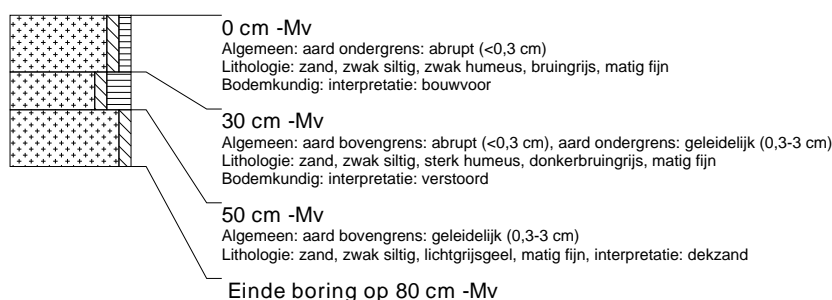 0 cm -Mv
Algemeen: aard ondergrens: abrupt (<0,3 cm)
Lithologie: zand, zwak siltig, zwak humeus, bruingrijs, matig fijn
Bodemkundig: interpretatie: bouwvoor
30 cm -Mv
Algemeen: aard bovengrens: abrupt (<0,3 cm), aard ondergrens: geleidelijk (0,3-3 cm)
Lithologie: zand, zwak siltig, sterk humeus, donkerbruingrijs, matig fijn
Bodemkundig: interpretatie: verstoord
50 cm -Mv
Algemeen: aard bovengrens: geleidelijk (0,3-3 cm)
Lithologie: zand, zwak siltig, lichtgrijsgeel, matig fijn, interpretatie: dekzand
Einde boring op 80 cm -Mv